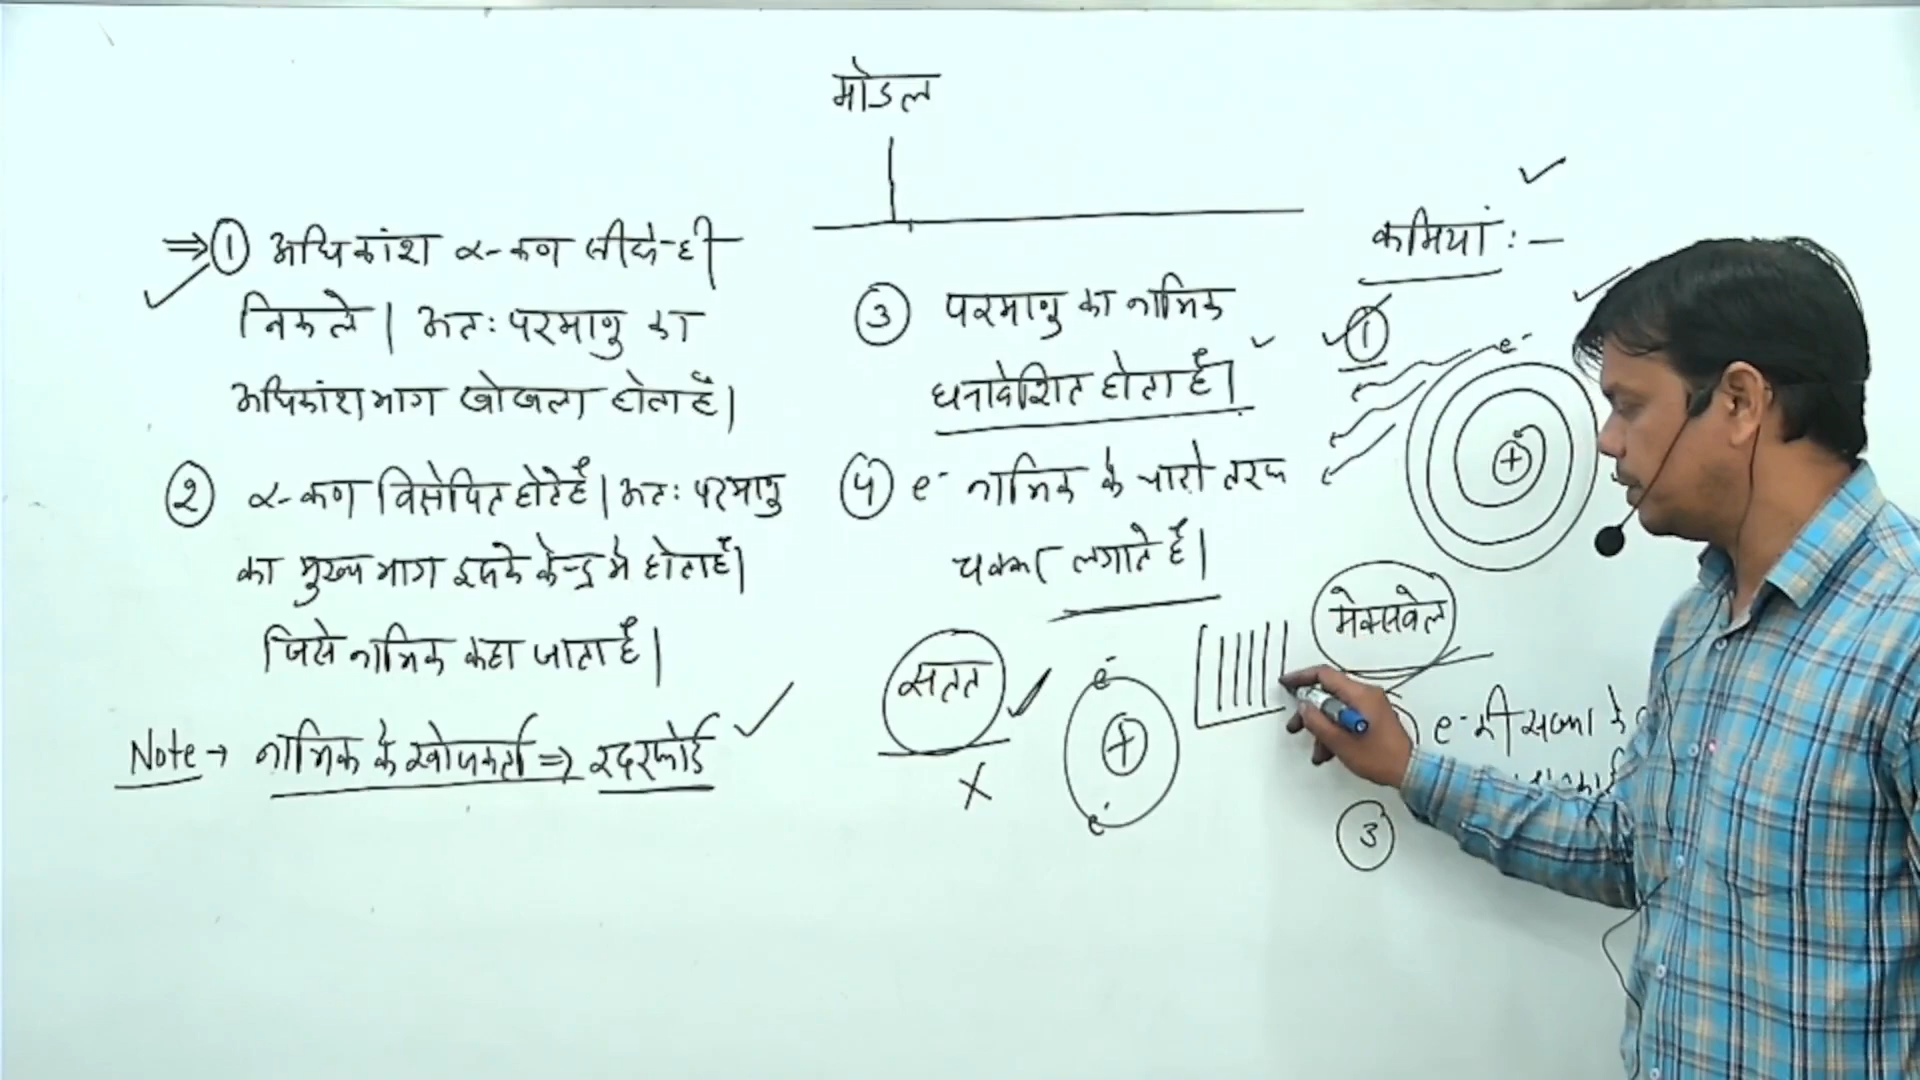 मोडल
⇒① अधिकांश α-कण सीधे-ही
निकले| अतः परमाणु का
अधिकांश भाग खोखला होता है|
② α-कण विक्षेपित होते है| अतः परमाणु
का मुख्य भाग इसके केन्द्र मे होता है|
जिसे नाभिक कहा जाता है|
Note → नाभिक के खोजकर्ता ⇒ रदरफोर्ड
③ परमाणु का नाभिक
धनावेशित होता है|
④ e⁻ नाभिक के चारो तरफ
चक्कर लगाते है|
सतत
X
e⁻
+
e⁻
कमियां :–
①
e⁻
+
मेक्सवेल
e⁻ की
के
③